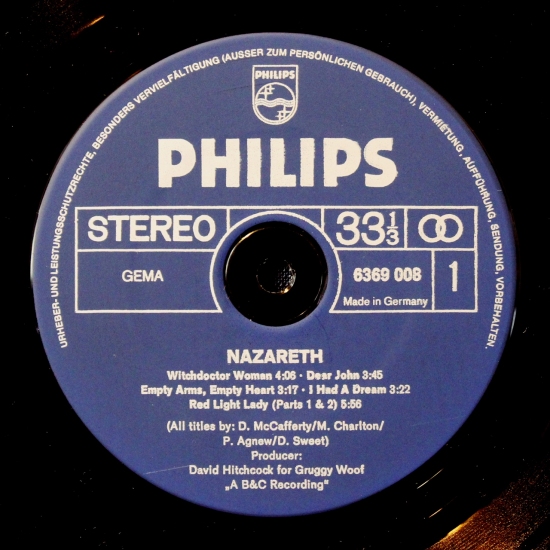 URHEBER- UND LEISTUNGSSCHUTZRECHTE, BESONDERS VERVIELFÄLTIGUNG (AUSSER ZUM PERSÖNLICHEN GEBRAUCH), VERMIETUNG, AUFFÜHRUNG, SENDUNG, VORBEHALTEN.
PHILIPS
PHILIPS
STEREO 33 1/3
GEMA 6369 008 1
Made in Germany
NAZARETH
Witchdoctor Woman 4:06 · Dear John 3:45
Empty Arms, Empty Heart 3:17 · I Had A Dream 3:22
Red Light Lady (Parts 1 & 2) 5:56
(All titles by: D. McCafferty/M. Charlton/
P. Agnew/D. Sweet)
Producer:
David Hitchcock for Gruggy Woof
„A B&C Recording"